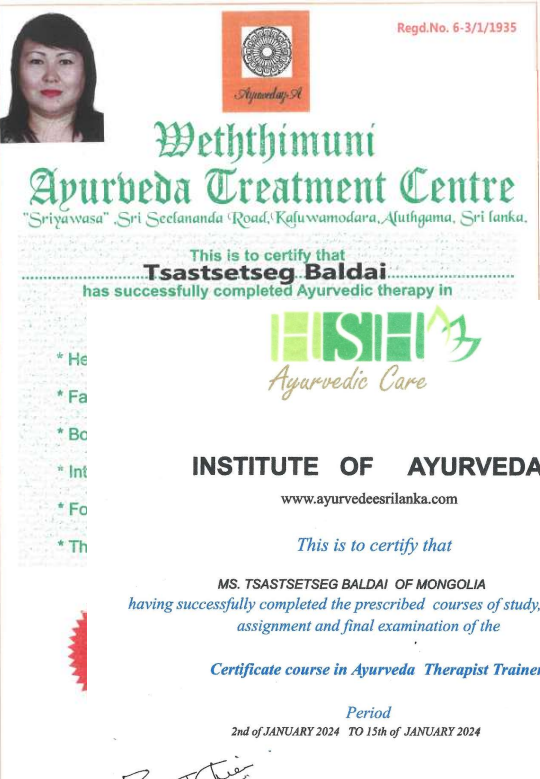 Regd.No. 6-3/1/1935
Ayurveday.A
Weththimuni
Ayurveda Treatment Centre
"Sriyawasa" ,Sri Seelananda Road,Kaluwamodara,Aluthgama, Sri lanka.
This is to certify that
Tsastsetseg Baldai
has successfully completed Ayurvedic therapy in
* He
* Fa
* Bo
* Int
* Fo
* Th
HSH
Ayurvedic Care
INSTITUTE OF AYURVEDA
www.ayurvedeesrilanka.com
This is to certify that
MS. TSASTSETSEG BALDAI OF MONGOLIA
having successfully completed the prescribed courses of study,
assignment and final examination of the
Certificate course in Ayurveda Therapist Trainer
Period
2nd of JANUARY 2024 TO 15th of JANUARY 2024